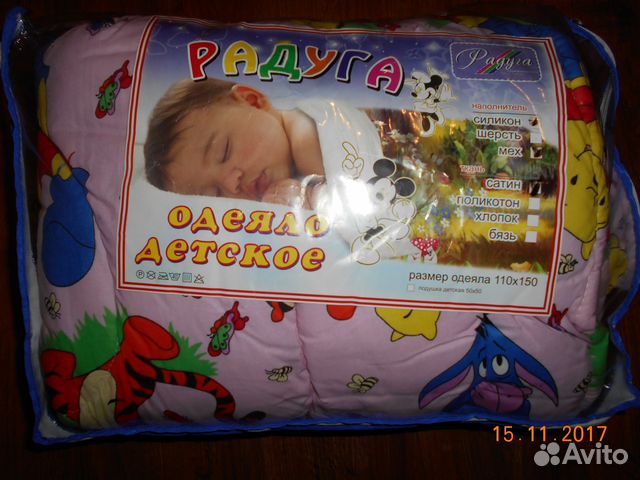 РАДУГА
Радуга
наполнитель
силикон
шерсть
мех
ткань
сатин
поликотон
хлопок
бязь
ОДЕЯЛО
ДЕТСКОЕ
размер одеяла 110х150
подушка детская 50х50
15.11.2017
Avito